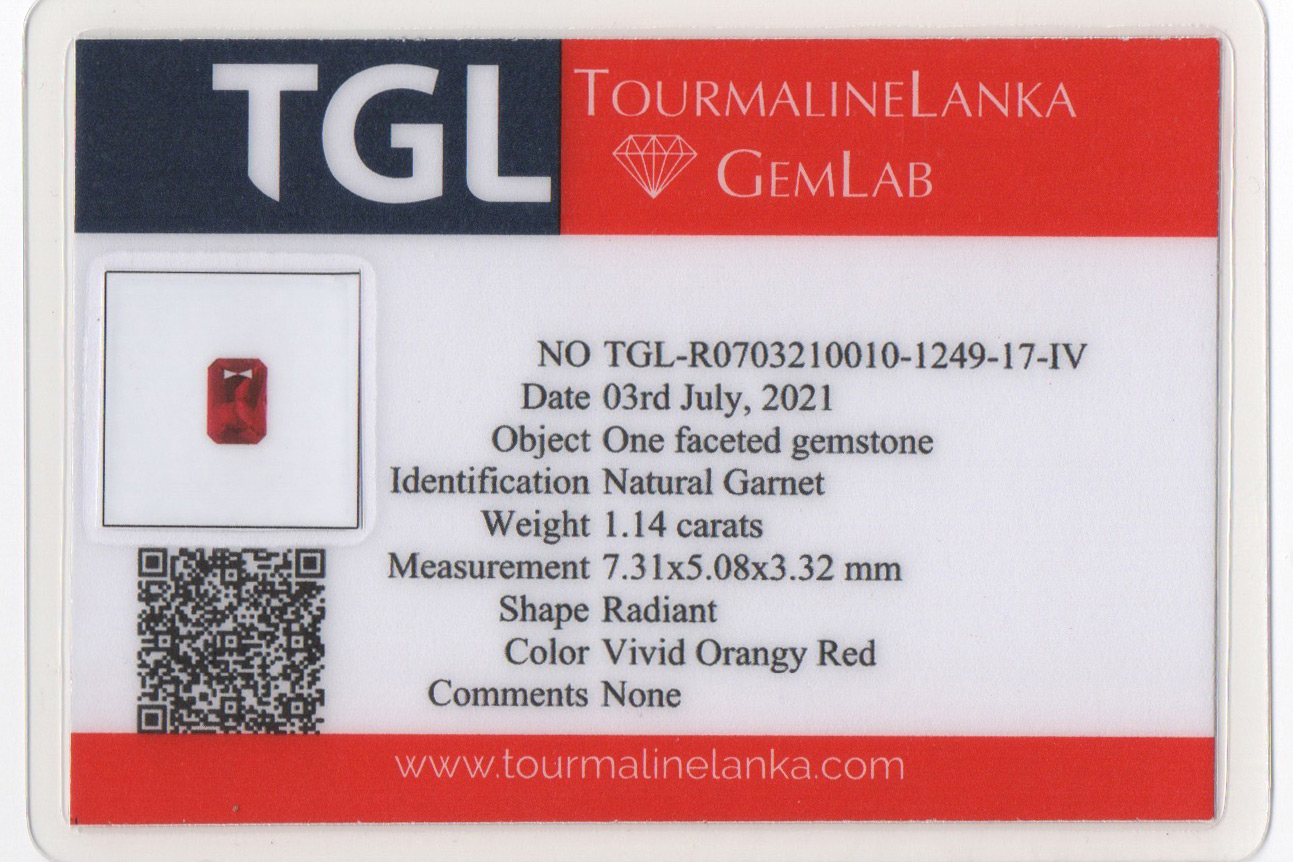 TGL
TOURMALINELANKA
GEMLAB
NO TGL-R0703210010-1249-17-IV
Date 03rd July, 2021
Object One faceted gemstone
Identification Natural Garnet
Weight 1.14 carats
Measurement 7.31x5.08x3.32 mm
Shape Radiant
Color Vivid Orangy Red
Comments None
www.tourmalinelanka.com